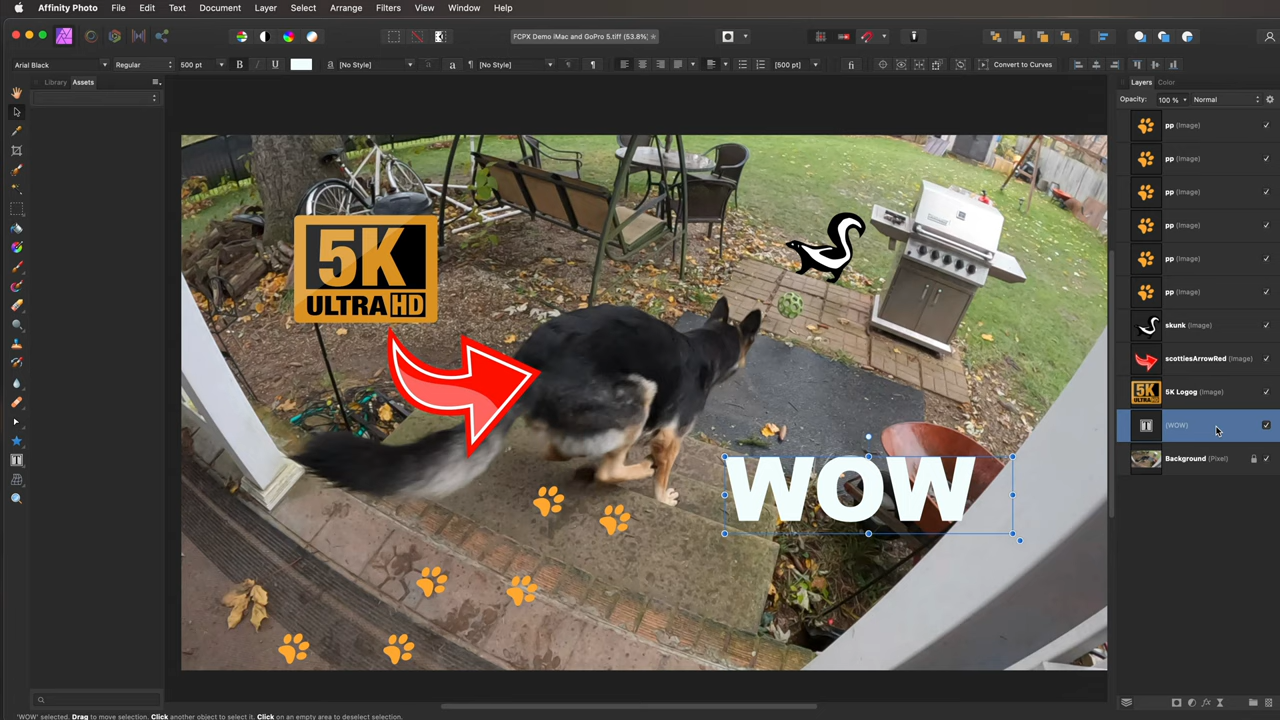 Affinity Photo File Edit Text Document Layer Select Arrange Filters View Window Help
FCPX Demo iMac and GoPro 5.tiff (53.8%)
Arial Black Regular 500 pt B I U a [No Style] a [No Style] ¶ [500 pt] fi Convert to Curves
Library Assets
Layers Color
Opacity: 100 % Normal
pp (Image)
pp (Image)
pp (Image)
pp (Image)
pp (Image)
pp (Image)
skunk (Image)
scottiesArrowRed (Image)
5K Logog (Image)
(WOW)
Background (Pixel)
5K
ULTRA HD
WOW
'WOW' selected. Drag to move selection. Click another object to select it. Click on an empty area to deselect selection.